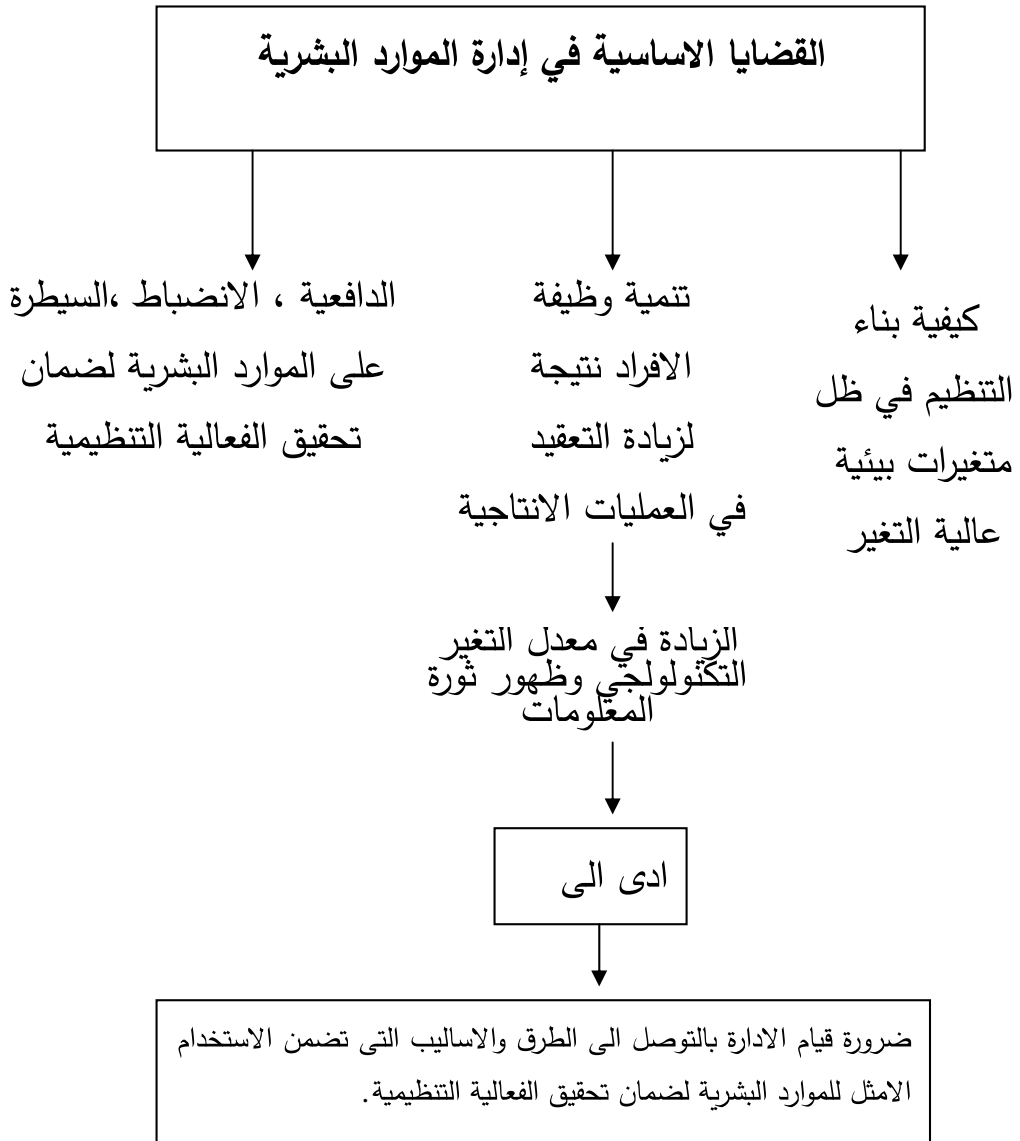 القضايا الاساسية في إدارة الموارد البشرية
كيفية بناء
التنظيم في ظل
متغيرات بيئية
عالية التغير
تنمية وظيفة
الافراد نتيجة
لزيادة التعقيد
في العمليات الانتاجية
الدافعية ، الانضباط ،السيطرة
على الموارد البشرية لضمان
تحقيق الفعالية التنظيمية
الزيادة في معدل التغير
التكنولولجي وظهور ثورة
المعلومات
ادى الى
ضرورة قيام الادارة بالتوصل الى الطرق والاساليب التى تضمن الاستخدام
الامثل للموارد البشرية لضمان تحقيق الفعالية التنظيمية.